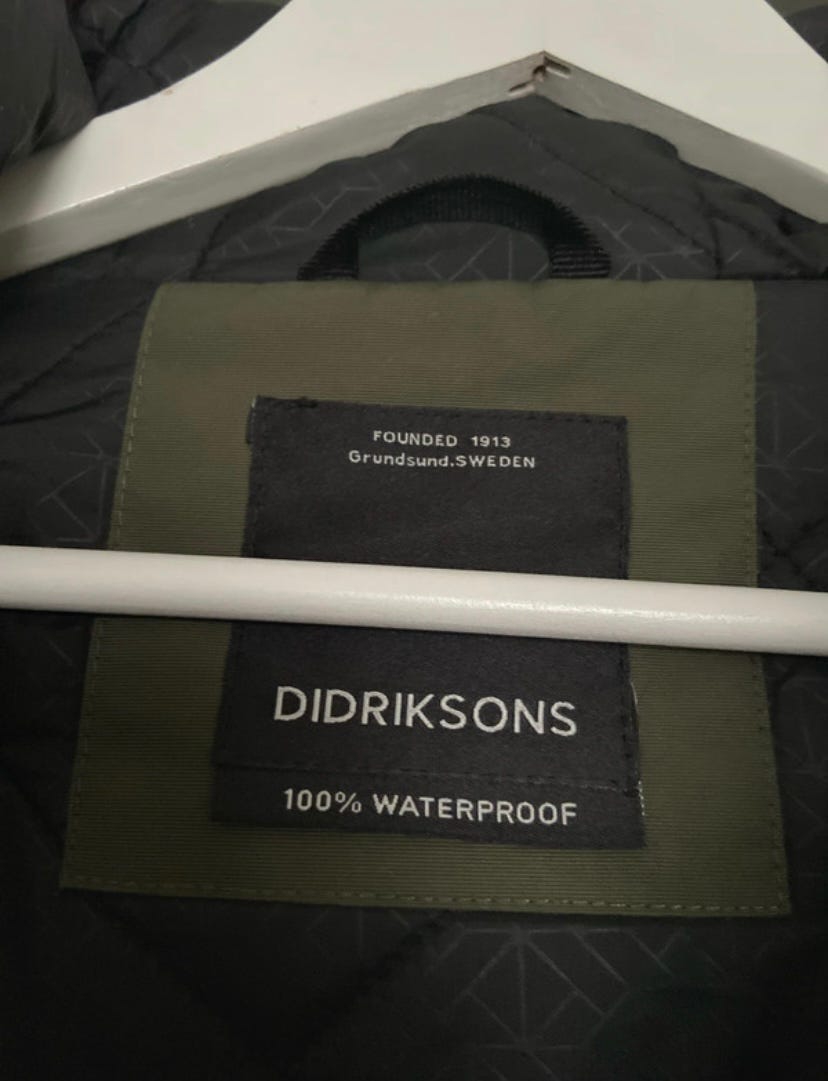 FOUNDED 1913
Grundsund.SWEDEN
DIDRIKSONS
100% WATERPROOF